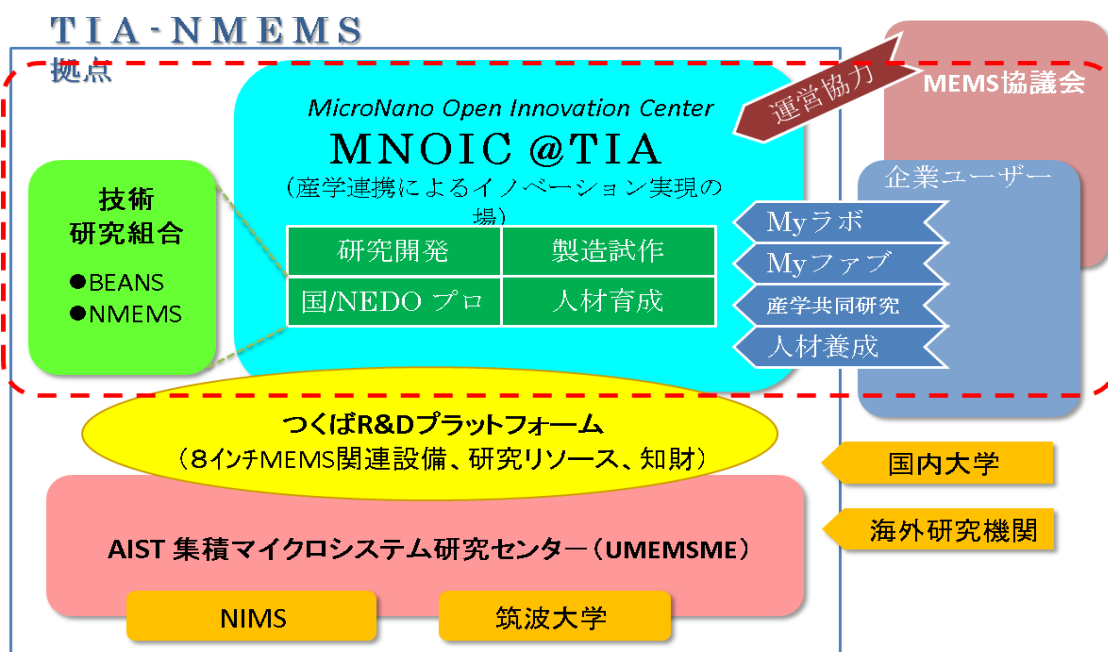 TIA-NMEMS
拠点
運営協力
MEMS協議会
MicroNano Open Innovation Center
MNOIC @TIA
(産学連携によるイノベーション実現の
場)
技術
研究組合
●BEANS
●NMEMS
研究開発
製造試作
国/NEDO プロ
人材育成
企業ユーザー
Myラボ
Myファブ
産学共同研究
人材養成
つくばR&Dプラットフォーム
（８インチMEMS関連設備、研究リソース、知財）
国内大学
海外研究機関
AIST 集積マイクロシステム研究センター（UMEMSME）
NIMS
筑波大学